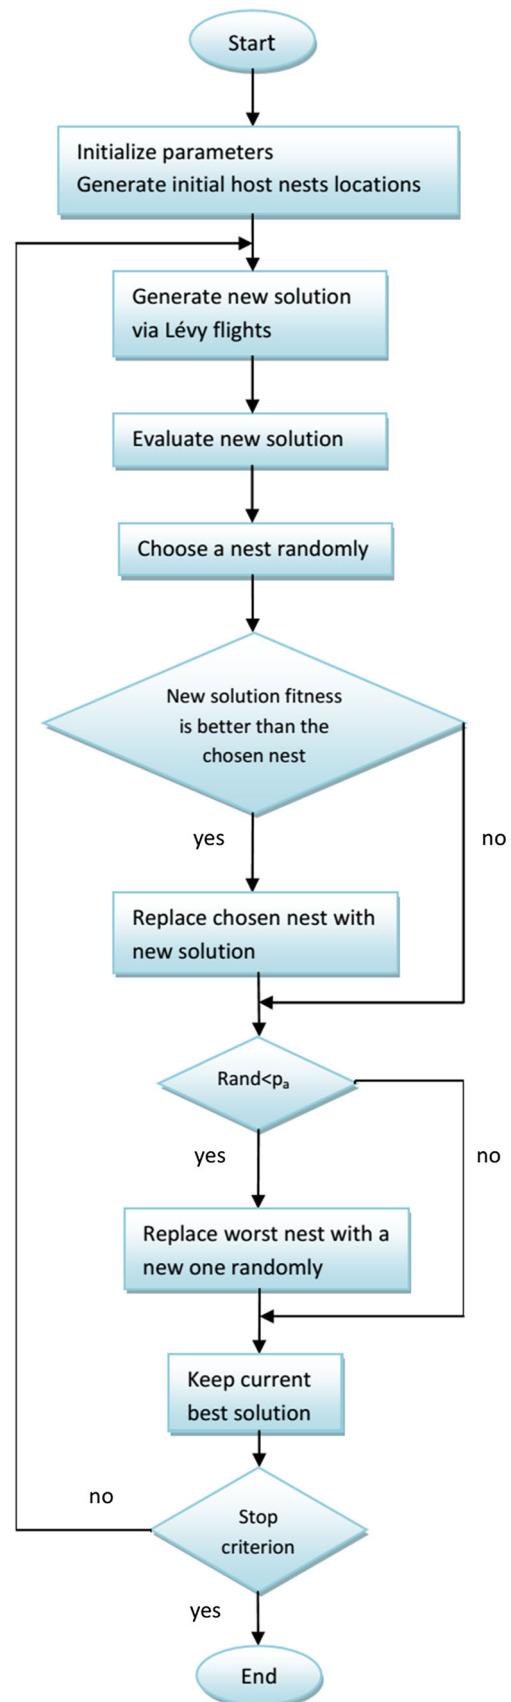 Start
Initialize parameters
Generate initial host nests locations
Generate new solution
via Lévy flights
Evaluate new solution
Choose a nest randomly
New solution fitness
is better than the
chosen nest
yes
no
Replace chosen nest with
new solution
Rand<pₐ
yes
no
Replace worst nest with a
new one randomly
Keep current
best solution
no
Stop
criterion
yes
End